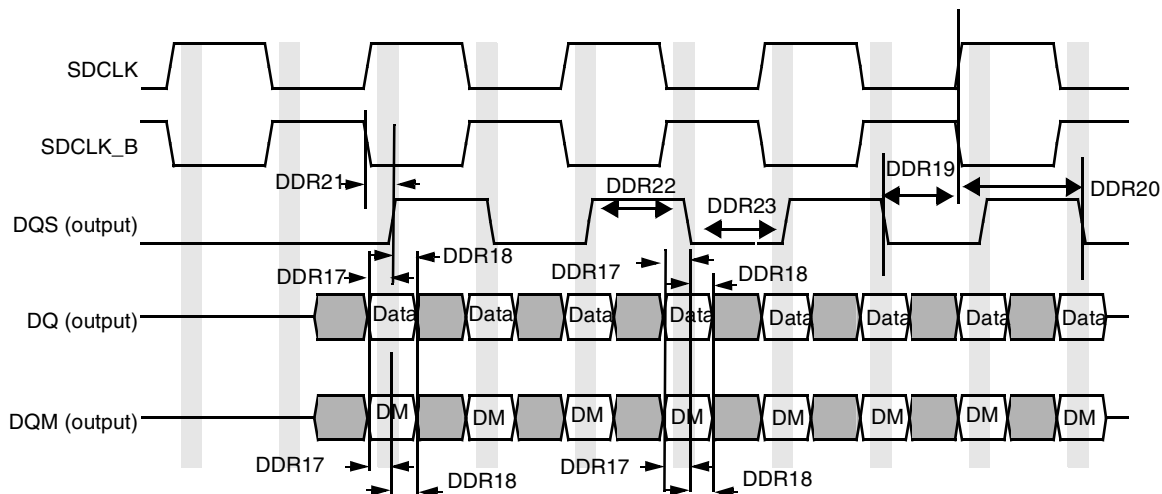 SDCLK
SDCLK_B
DDR21
DDR22
DDR19
DDR20
DDR23
DQS (output)
DDR18
DDR17
DDR17
DDR18
DQ (output)
Data
Data
Data
Data
Data
Data
Data
Data
DQM (output)
DM
DM
DM
DM
DM
DM
DM
DM
DDR17
DDR17
DDR18
DDR18